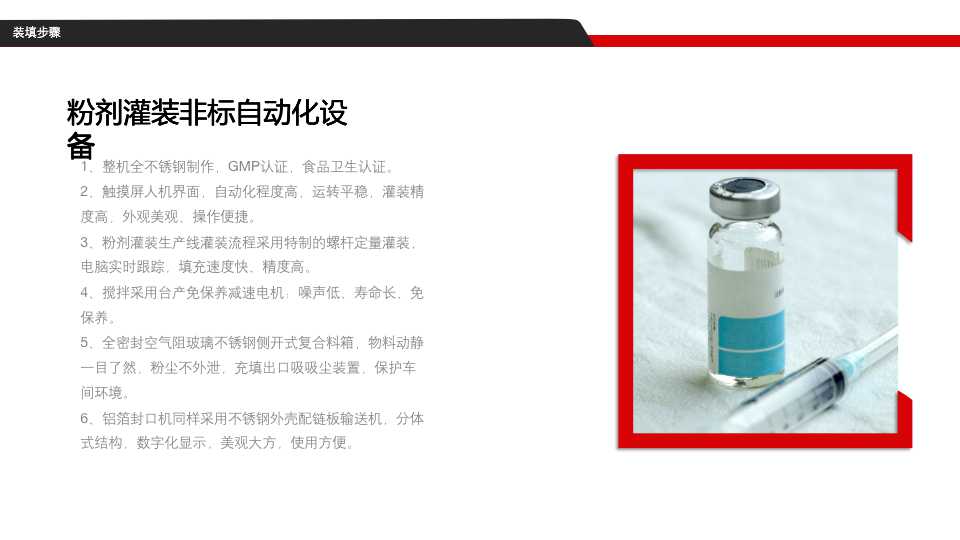 装填步骤
粉剂灌装非标自动化设
备
1、整机全不锈钢制作，GMP认证，食品卫生认证。
2、触摸屏人机界面，自动化程度高，运转平稳，灌装精
度高，外观美观，操作便捷。
3、粉剂灌装生产线灌装流程采用特制的螺杆定量灌装，
电脑实时跟踪，填充速度快、精度高。
4、搅拌采用台产免保养减速电机：噪声低、寿命长、免
保养。
5、全密封空气阻玻璃不锈钢侧开式复合料箱，物料动静
一目了然，粉尘不外泄，充填出口吸吸尘装置，保护车
间环境。
6、铝箔封口机同样采用不锈钢外壳配链板输送机，分体
式结构，数字化显示，美观大方，使用方便。